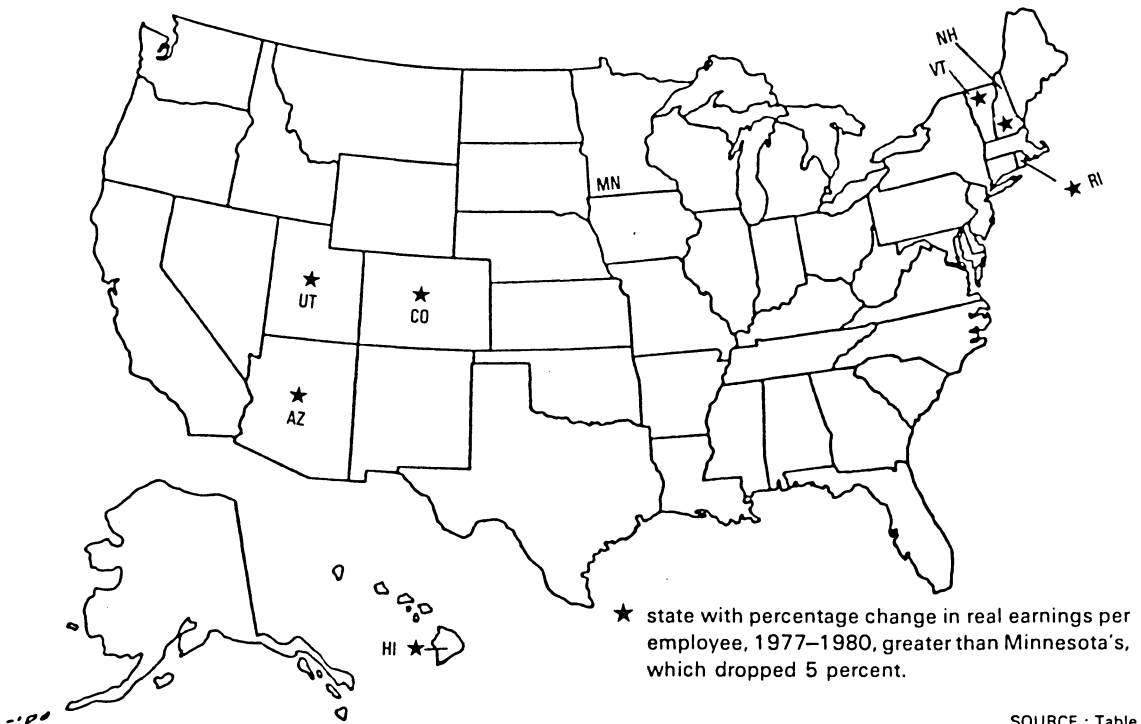 NH
VT
RI
MN
UT
CO
AZ
HI
★ state with percentage change in real earnings per
employee, 1977–1980, greater than Minnesota's,
which dropped 5 percent.
SOURCE : Table